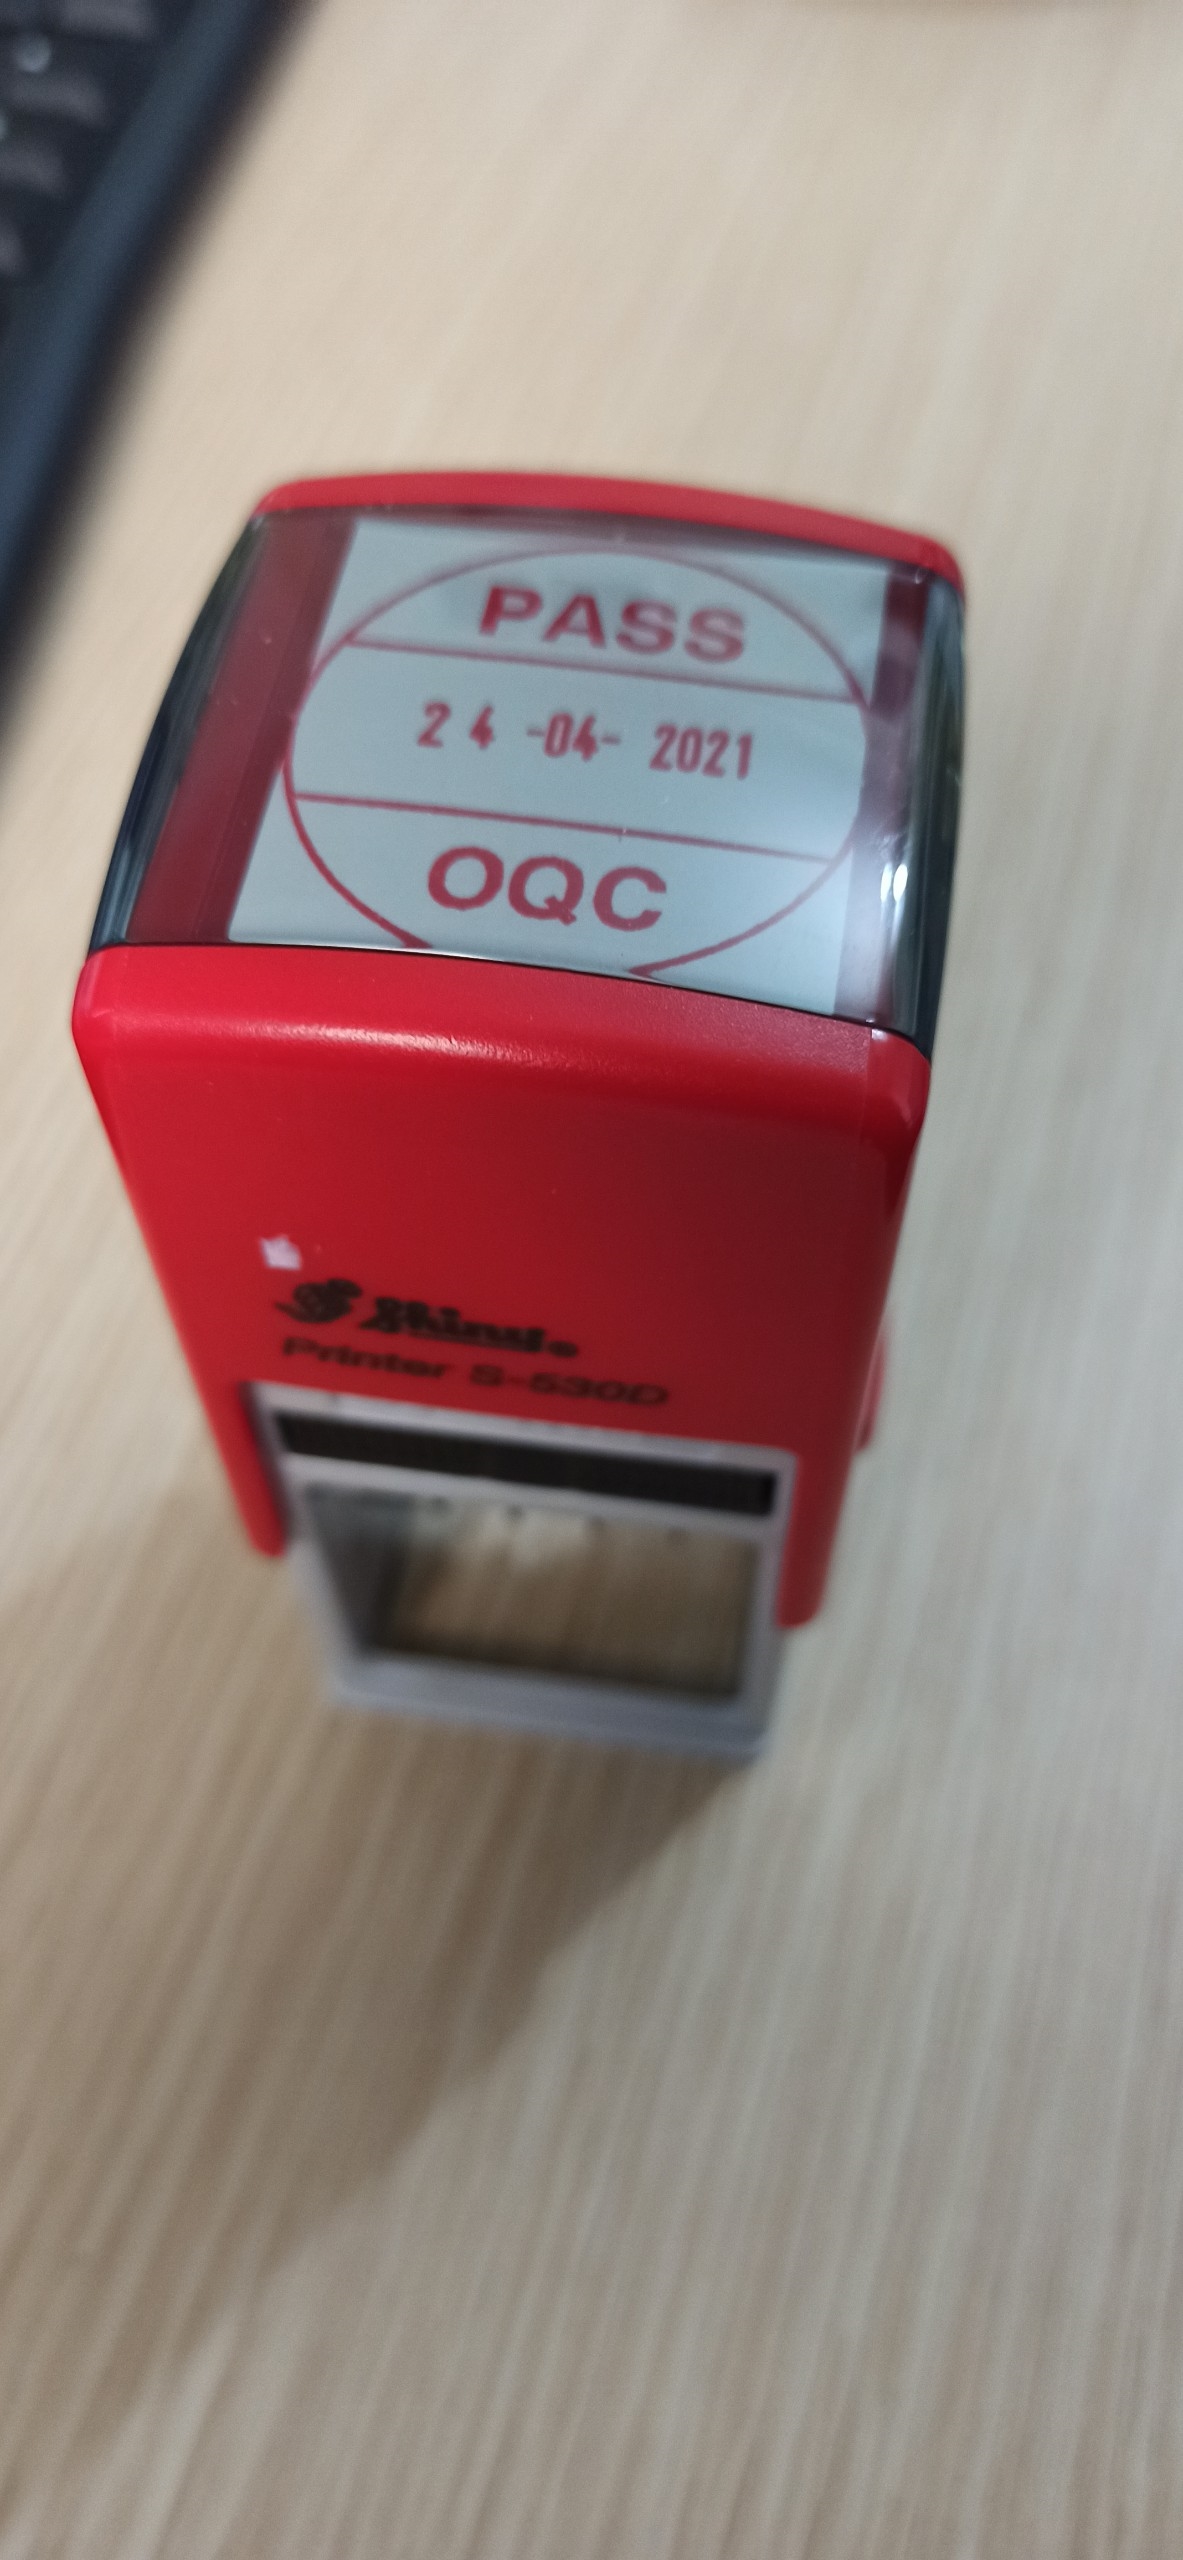 PASS
24 -04- 2021
OQC
Shiny
Printer S-530D